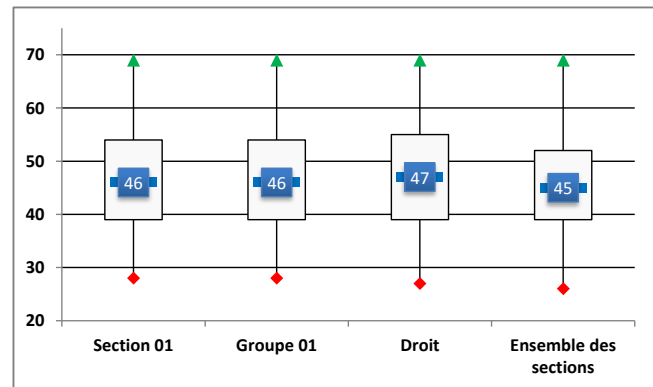 70
60
50
40
30
20
46
46
47
45
Section 01
Groupe 01
Droit
Ensemble des
sections